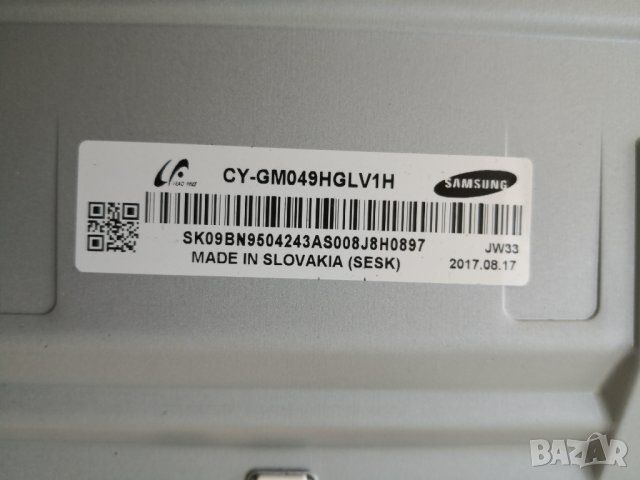 CY-GM049HGLV1H
SAMSUNG
SK09BN9504243AS008J8H0897
JW33
MADE IN SLOVAKIA (SESK)
2017.08.17
BAZAR